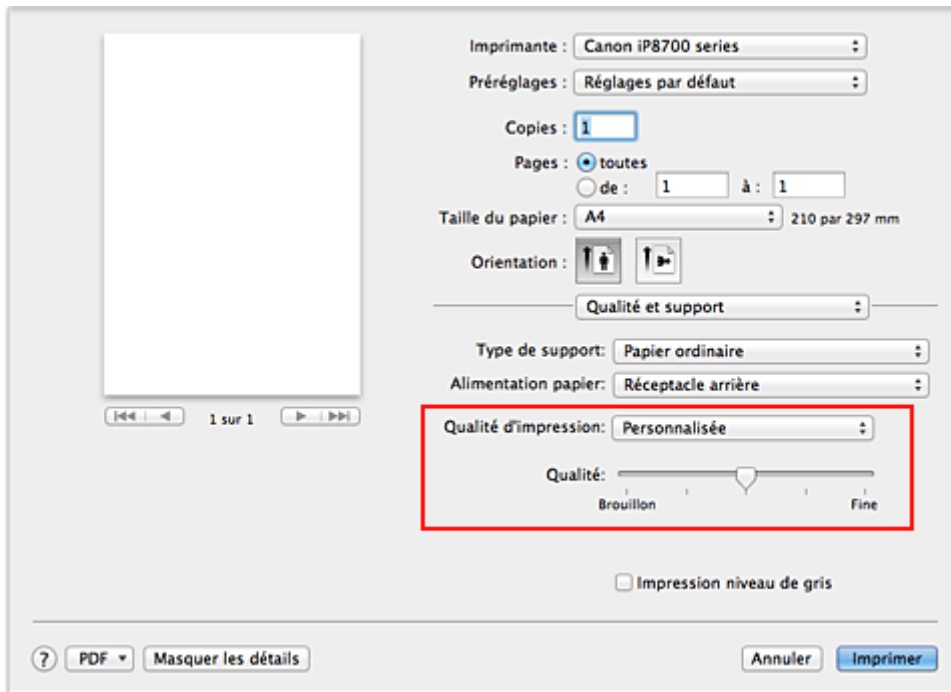 Imprimante : Canon iP8700 series
Préréglages : Réglages par défaut
Copies : 1
Pages : toutes
de : 1 à : 1
Taille du papier : A4 210 par 297 mm
Orientation :
Qualité et support
Type de support: Papier ordinaire
Alimentation papier: Réceptacle arrière
1 sur 1
Qualité d'impression: Personnalisée
Qualité:
Brouillon Fine
Impression niveau de gris
? PDF Masquer les détails Annuler Imprimer